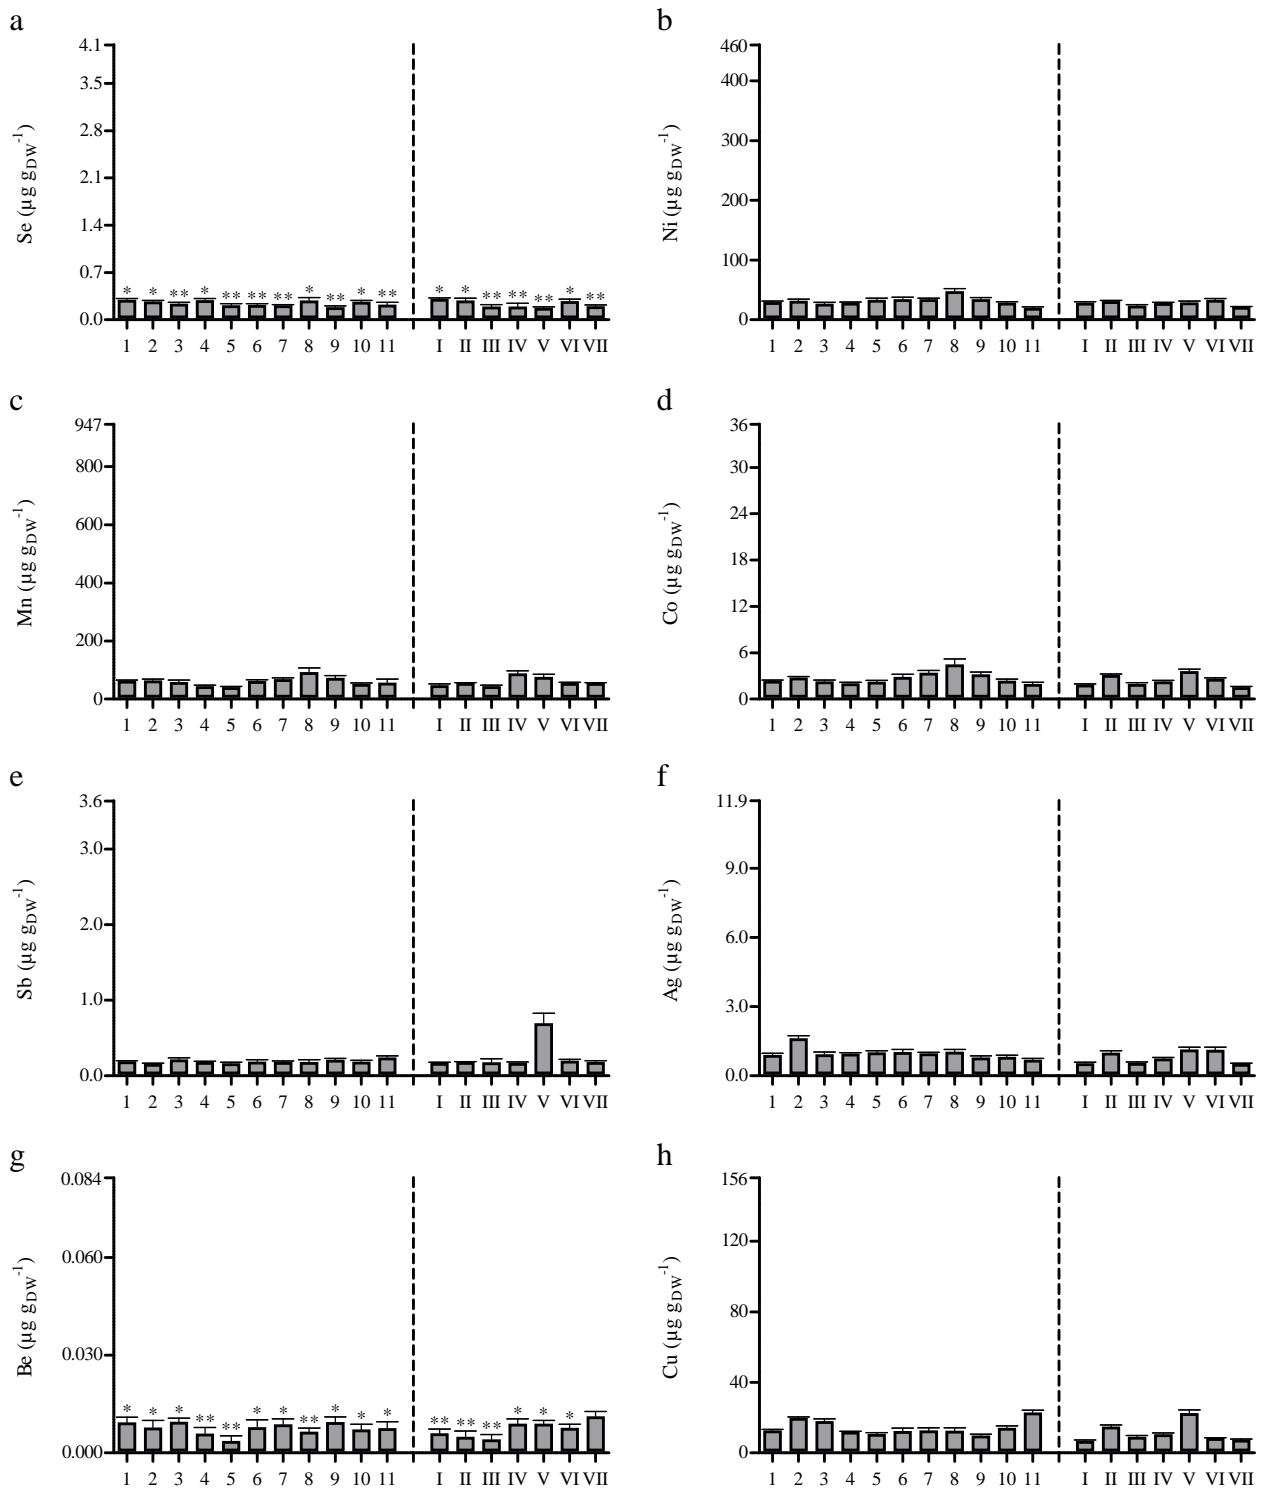 a
4.1
3.5
2.8
2.1
1.4
0.7
0.0
Se (µg gDW-1)
* * ** * ** ** ** * ** * ** * * ** ** ** * **
1 2 3 4 5 6 7 8 9 10 11 I II III IV V VI VII
b
460
400
300
200
100
0
Ni (µg gDW-1)
1 2 3 4 5 6 7 8 9 10 11 I II III IV V VI VII
c
947
800
600
400
200
0
Mn (µg gDW-1)
1 2 3 4 5 6 7 8 9 10 11 I II III IV V VI VII
d
36
30
24
18
12
6
0
Co (µg gDW-1)
1 2 3 4 5 6 7 8 9 10 11 I II III IV V VI VII
e
3.6
3.0
2.0
1.0
0.0
Sb (µg gDW-1)
1 2 3 4 5 6 7 8 9 10 11 I II III IV V VI VII
f
11.9
9.0
6.0
3.0
0.0
Ag (µg gDW-1)
1 2 3 4 5 6 7 8 9 10 11 I II III IV V VI VII
g
0.084
0.060
0.030
0.000
Be (µg gDW-1)
* * * ** ** * * ** * * * ** ** ** * * *
1 2 3 4 5 6 7 8 9 10 11 I II III IV V VI VII
h
156
120
80
40
0
Cu (µg gDW-1)
1 2 3 4 5 6 7 8 9 10 11 I II III IV V VI VII